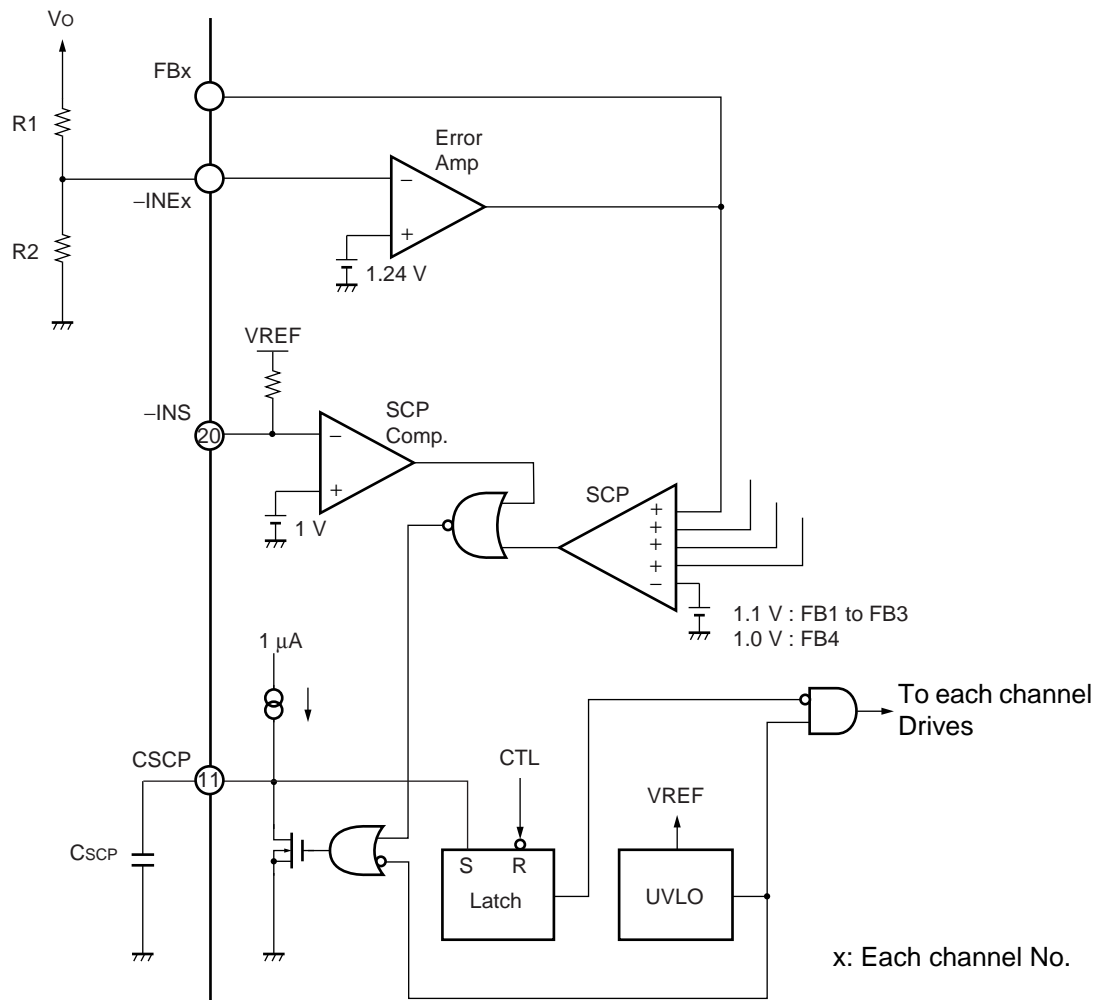 Vo
FBx
R1
Error
Amp
−
−INEx
+
R2
1.24 V
VREF
−INS
20
SCP
Comp.
−
+
1 V
SCP
+
+
+
+
−
1.1 V : FB1 to FB3
1.0 V : FB4
1 μA
To each channel
Drives
CSCP
11
CTL
VREF
CSCP
S
R
Latch
UVLO
x: Each channel No.